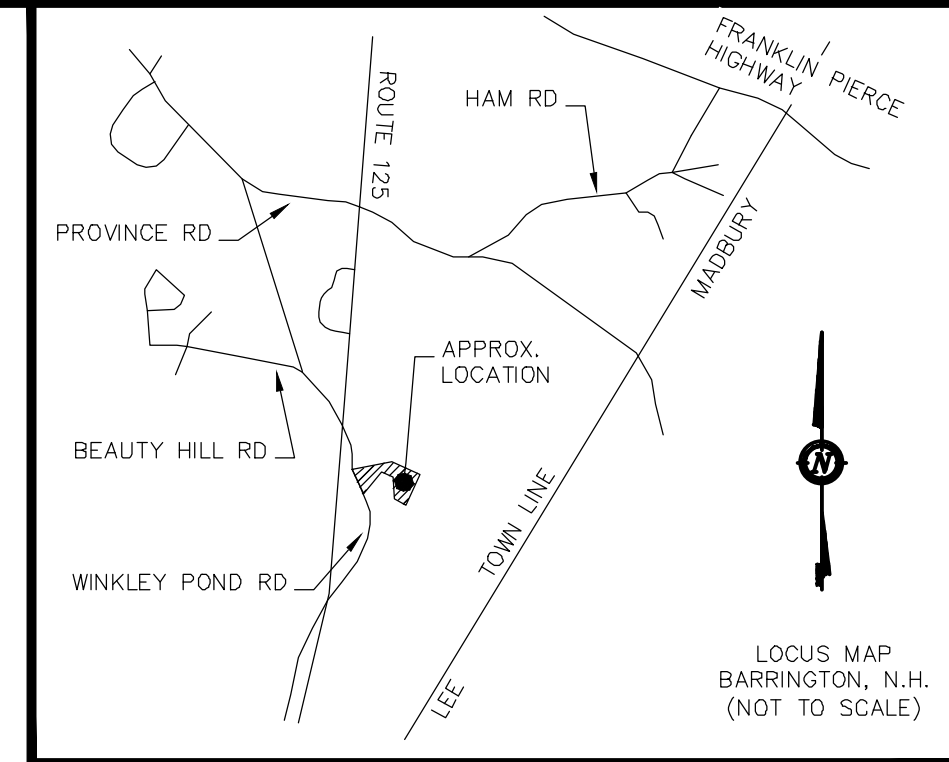 FRANKLIN PIERCE
HIGHWAY
HAM RD
ROUTE 125
PROVINCE RD
MADBURY
APPROX.
LOCATION
BEAUTY HILL RD
N
TOWN LINE
WINKLEY POND RD
LEE
LOCUS MAP
BARRINGTON, N.H.
(NOT TO SCALE)